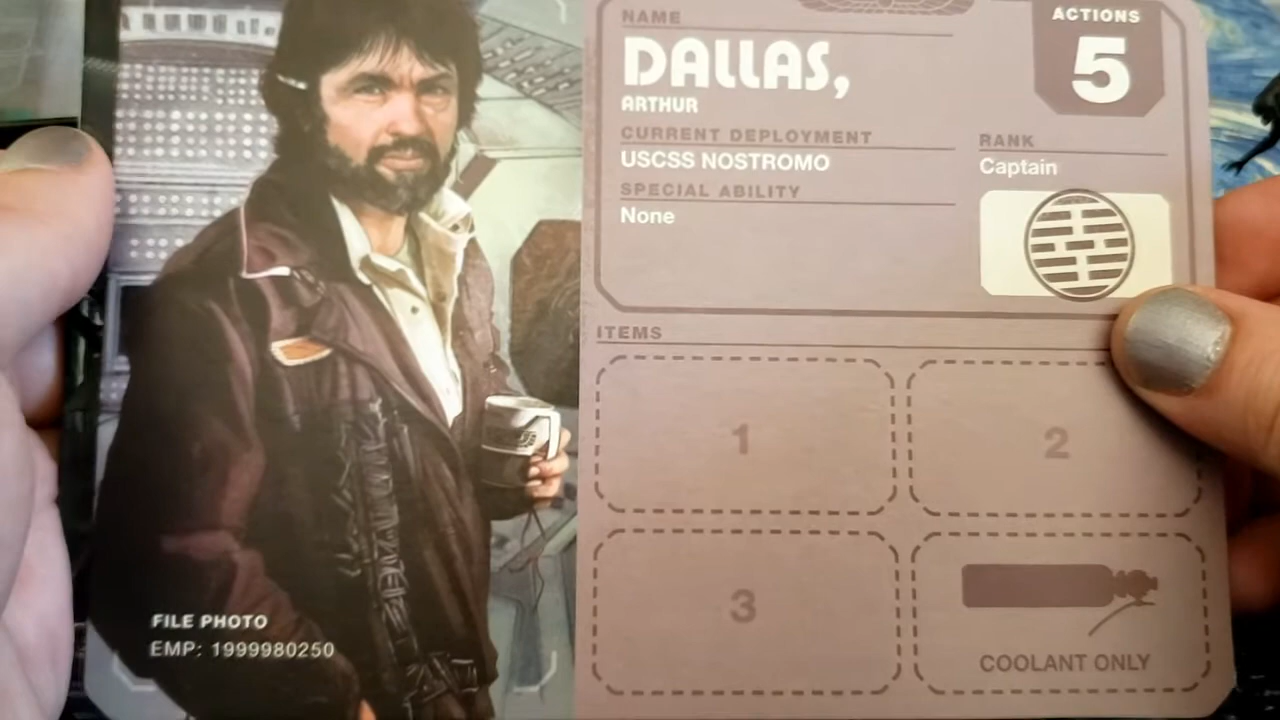 NAME
DALLAS,
ARTHUR
CURRENT DEPLOYMENT
USCSS NOSTROMO
SPECIAL ABILITY
None
ACTIONS
5
RANK
Captain
ITEMS
1
2
3
COOLANT ONLY
FILE PHOTO
EMP: 1999980250